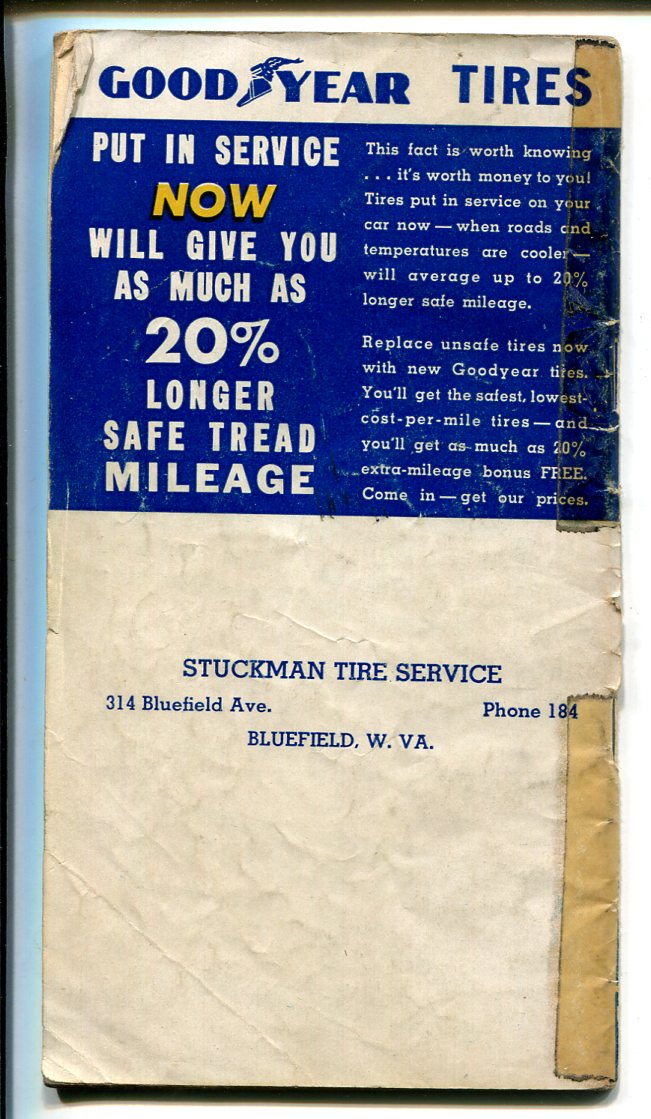 GOODYEAR TIRES
PUT IN SERVICE
NOW
WILL GIVE YOU
AS MUCH AS
20%
LONGER
SAFE TREAD
MILEAGE
This fact is worth knowing
. . . it's worth money to you!
Tires put in service on your
car now — when roads and
temperatures are cooler —
will average up to 20%
longer safe mileage.
Replace unsafe tires now
with new Goodyear tires.
You'll get the safest, lowest-
cost-per-mile tires — and
you'll get as much as 20%
extra-mileage bonus FREE.
Come in — get our prices.
STUCKMAN TIRE SERVICE
314 Bluefield Ave. Phone 184
BLUEFIELD, W. VA.